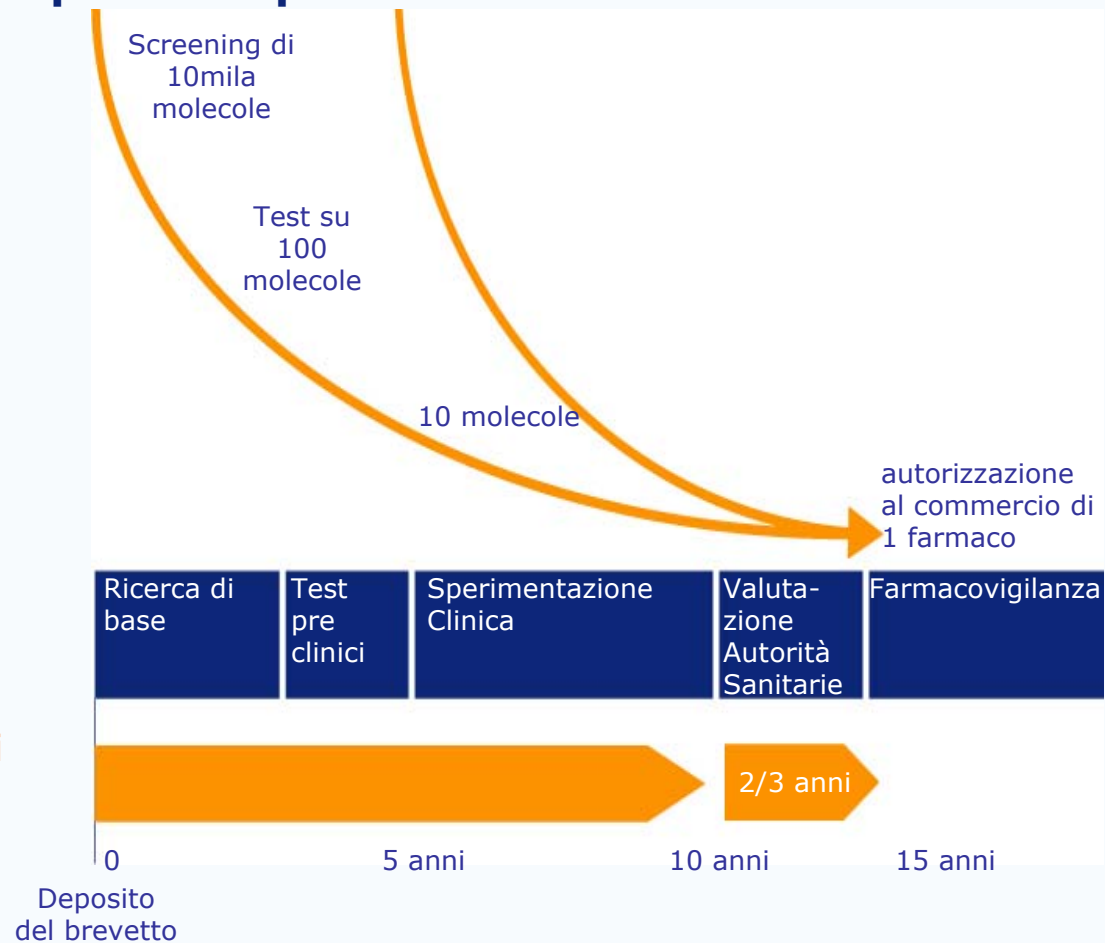 Screening di
10mila
molecole
Test su
100
molecole
10 molecole
autorizzazione
al commercio di
1 farmaco
Ricerca di
base
Test
pre
clinici
Sperimentazione
Clinica
Valuta-
zione
Autorità
Sanitarie
Farmacovigilanza
2/3 anni
0
5 anni
10 anni
15 anni
Deposito
del brevetto